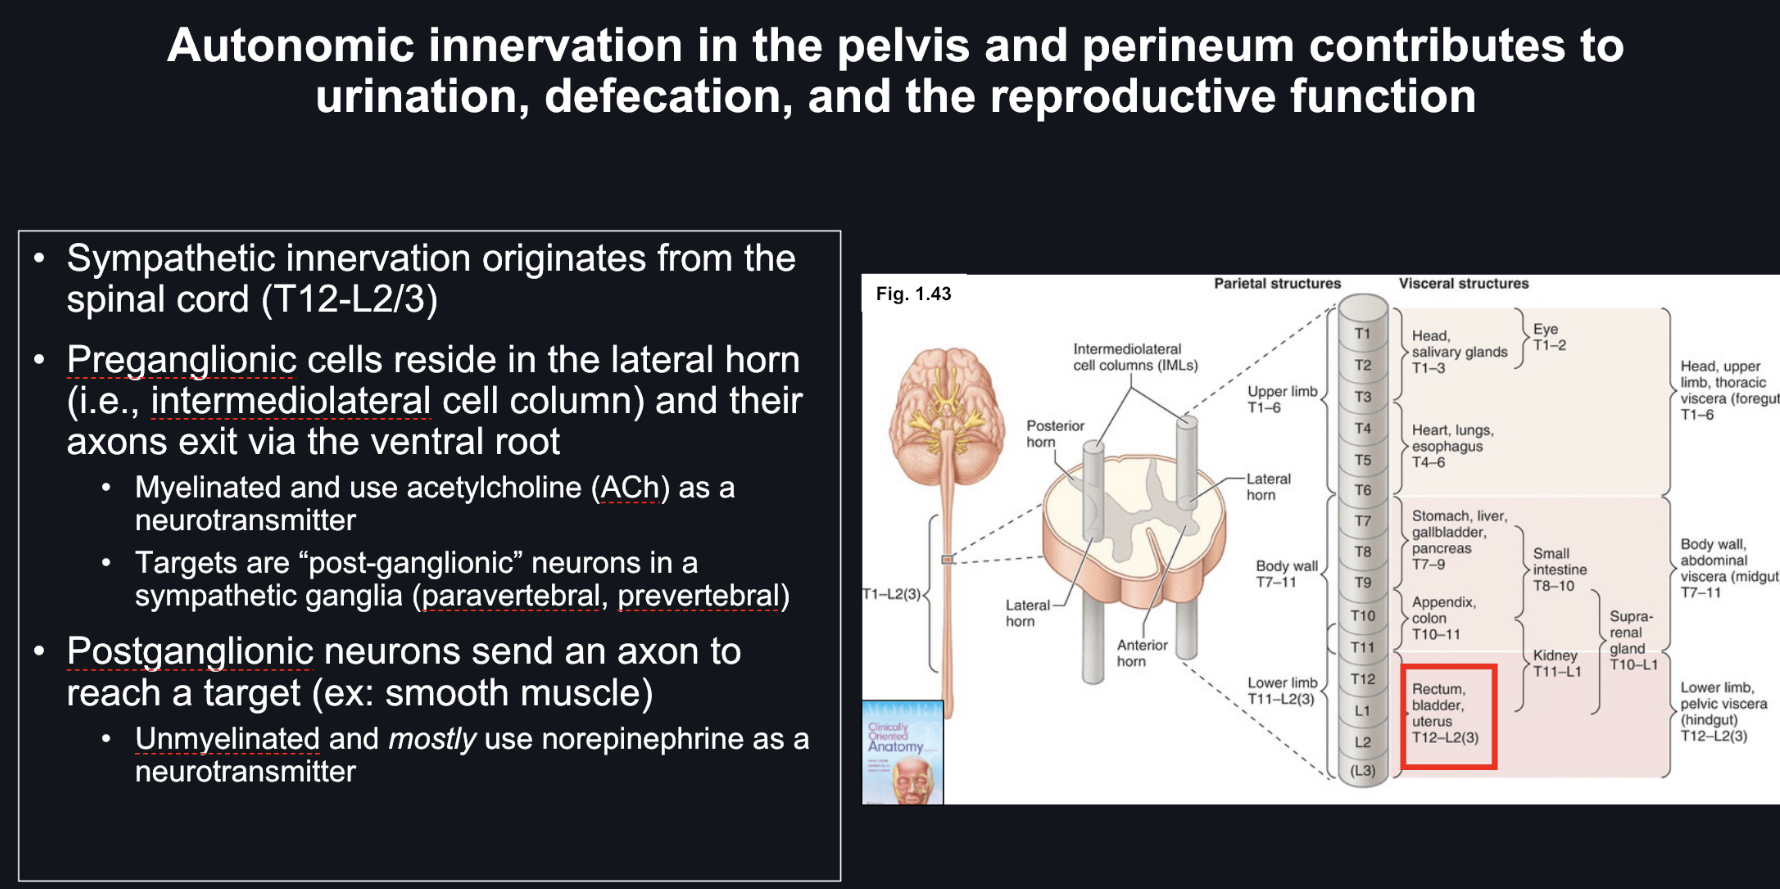 Autonomic innervation in the pelvis and perineum contributes to
urination, defecation, and the reproductive function
• Sympathetic innervation originates from the
spinal cord (T12-L2/3)
• Preganglionic cells reside in the lateral horn
(i.e., intermediolateral cell column) and their
axons exit via the ventral root
• Myelinated and use acetylcholine (ACh) as a
neurotransmitter
• Targets are “post-ganglionic” neurons in a
sympathetic ganglia (paravertebral, prevertebral)
• Postganglionic neurons send an axon to
reach a target (ex: smooth muscle)
• Unmyelinated and mostly use norepinephrine as a
neurotransmitter
Fig. 1.43
T1–L2(3)
Intermediolateral
cell columns (IMLs)
Posterior
horn
Lateral
horn
Lateral
horn
Anterior
horn
Parietal structures
Upper limb
T1–6
Body wall
T7–11
Lower limb
T11–L2(3)
T1
T2
T3
T4
T5
T6
T7
T8
T9
T10
T11
T12
L1
L2
(L3)
Visceral structures
Head,
salivary glands
T1–3
Eye
T1–2
Heart, lungs,
esophagus
T4–6
Stomach, liver,
gallbladder,
pancreas
T7–9
Small
intestine
T8–10
Appendix,
colon
T10–11
Kidney
T11–L1
Supra-
renal
gland
T10–L1
Rectum,
bladder,
uterus
T12–L2(3)
Head, upper
limb, thoracic
viscera (foregut
T1–6
Body wall,
abdominal
viscera (midgut
T7–11
Lower limb,
pelvic viscera
(hindgut)
T12–L2(3)
Clinically
Oriented
Anatomy